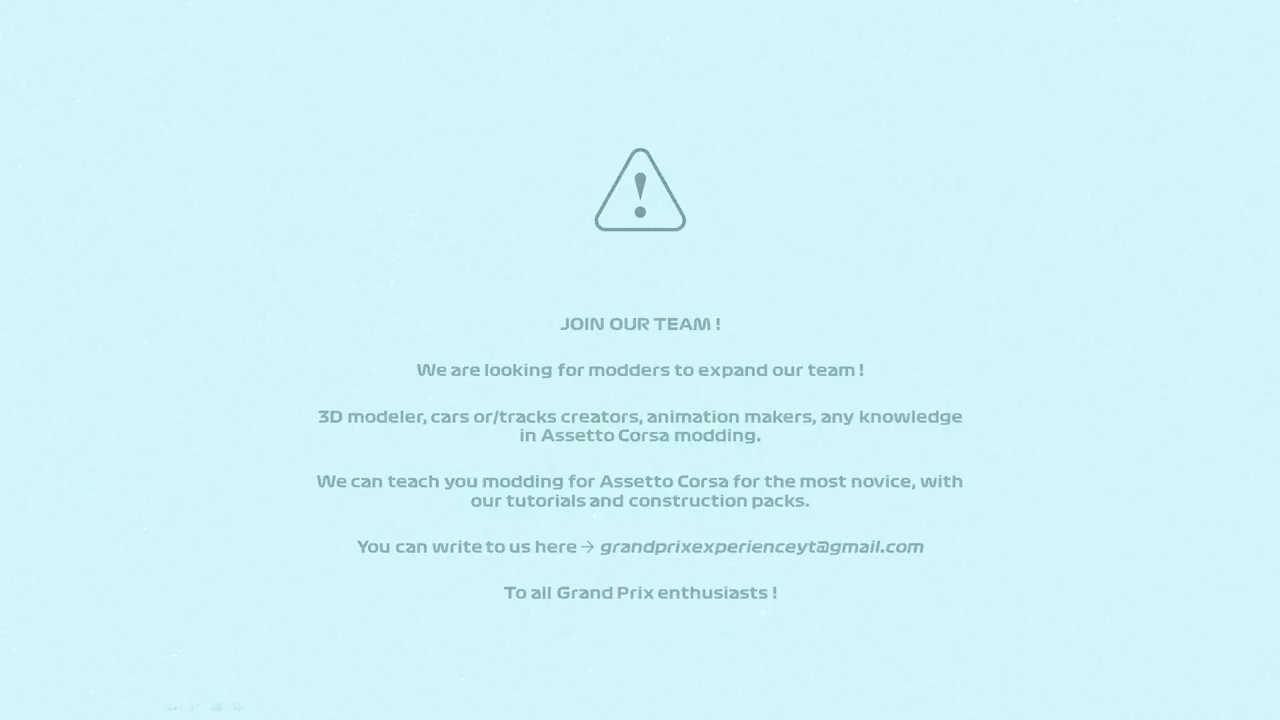 JOIN OUR TEAM !
We are looking for modders to expand our team !
3D modeler, cars or/tracks creators, animation makers, any knowledge
in Assetto Corsa modding.
We can teach you modding for Assetto Corsa for the most novice, with
our tutorials and construction packs.
You can write to us here → grandprixexperienceyt@gmail.com
To all Grand Prix enthusiasts !